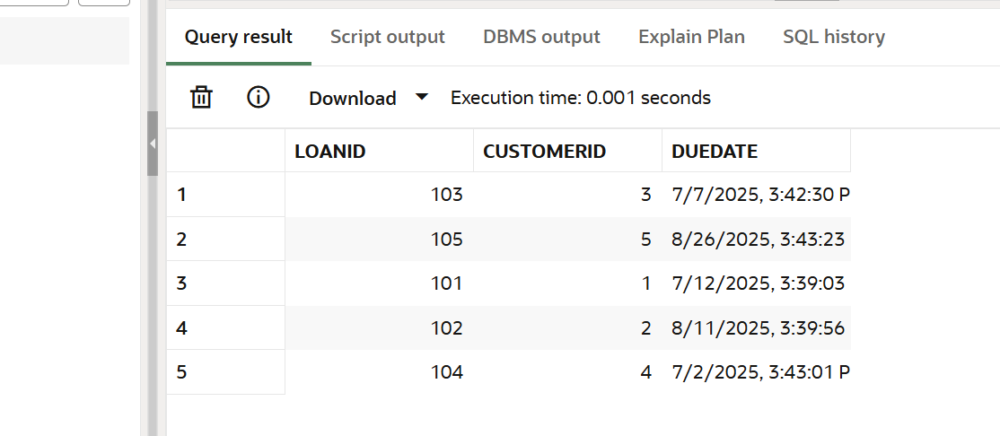 Query result Script output DBMS output Explain Plan SQL history
Download Execution time: 0.001 seconds
LOANID CUSTOMERID DUEDATE
1 103 3 7/7/2025, 3:42:30 P
2 105 5 8/26/2025, 3:43:23
3 101 1 7/12/2025, 3:39:03
4 102 2 8/11/2025, 3:39:56
5 104 4 7/2/2025, 3:43:01 P